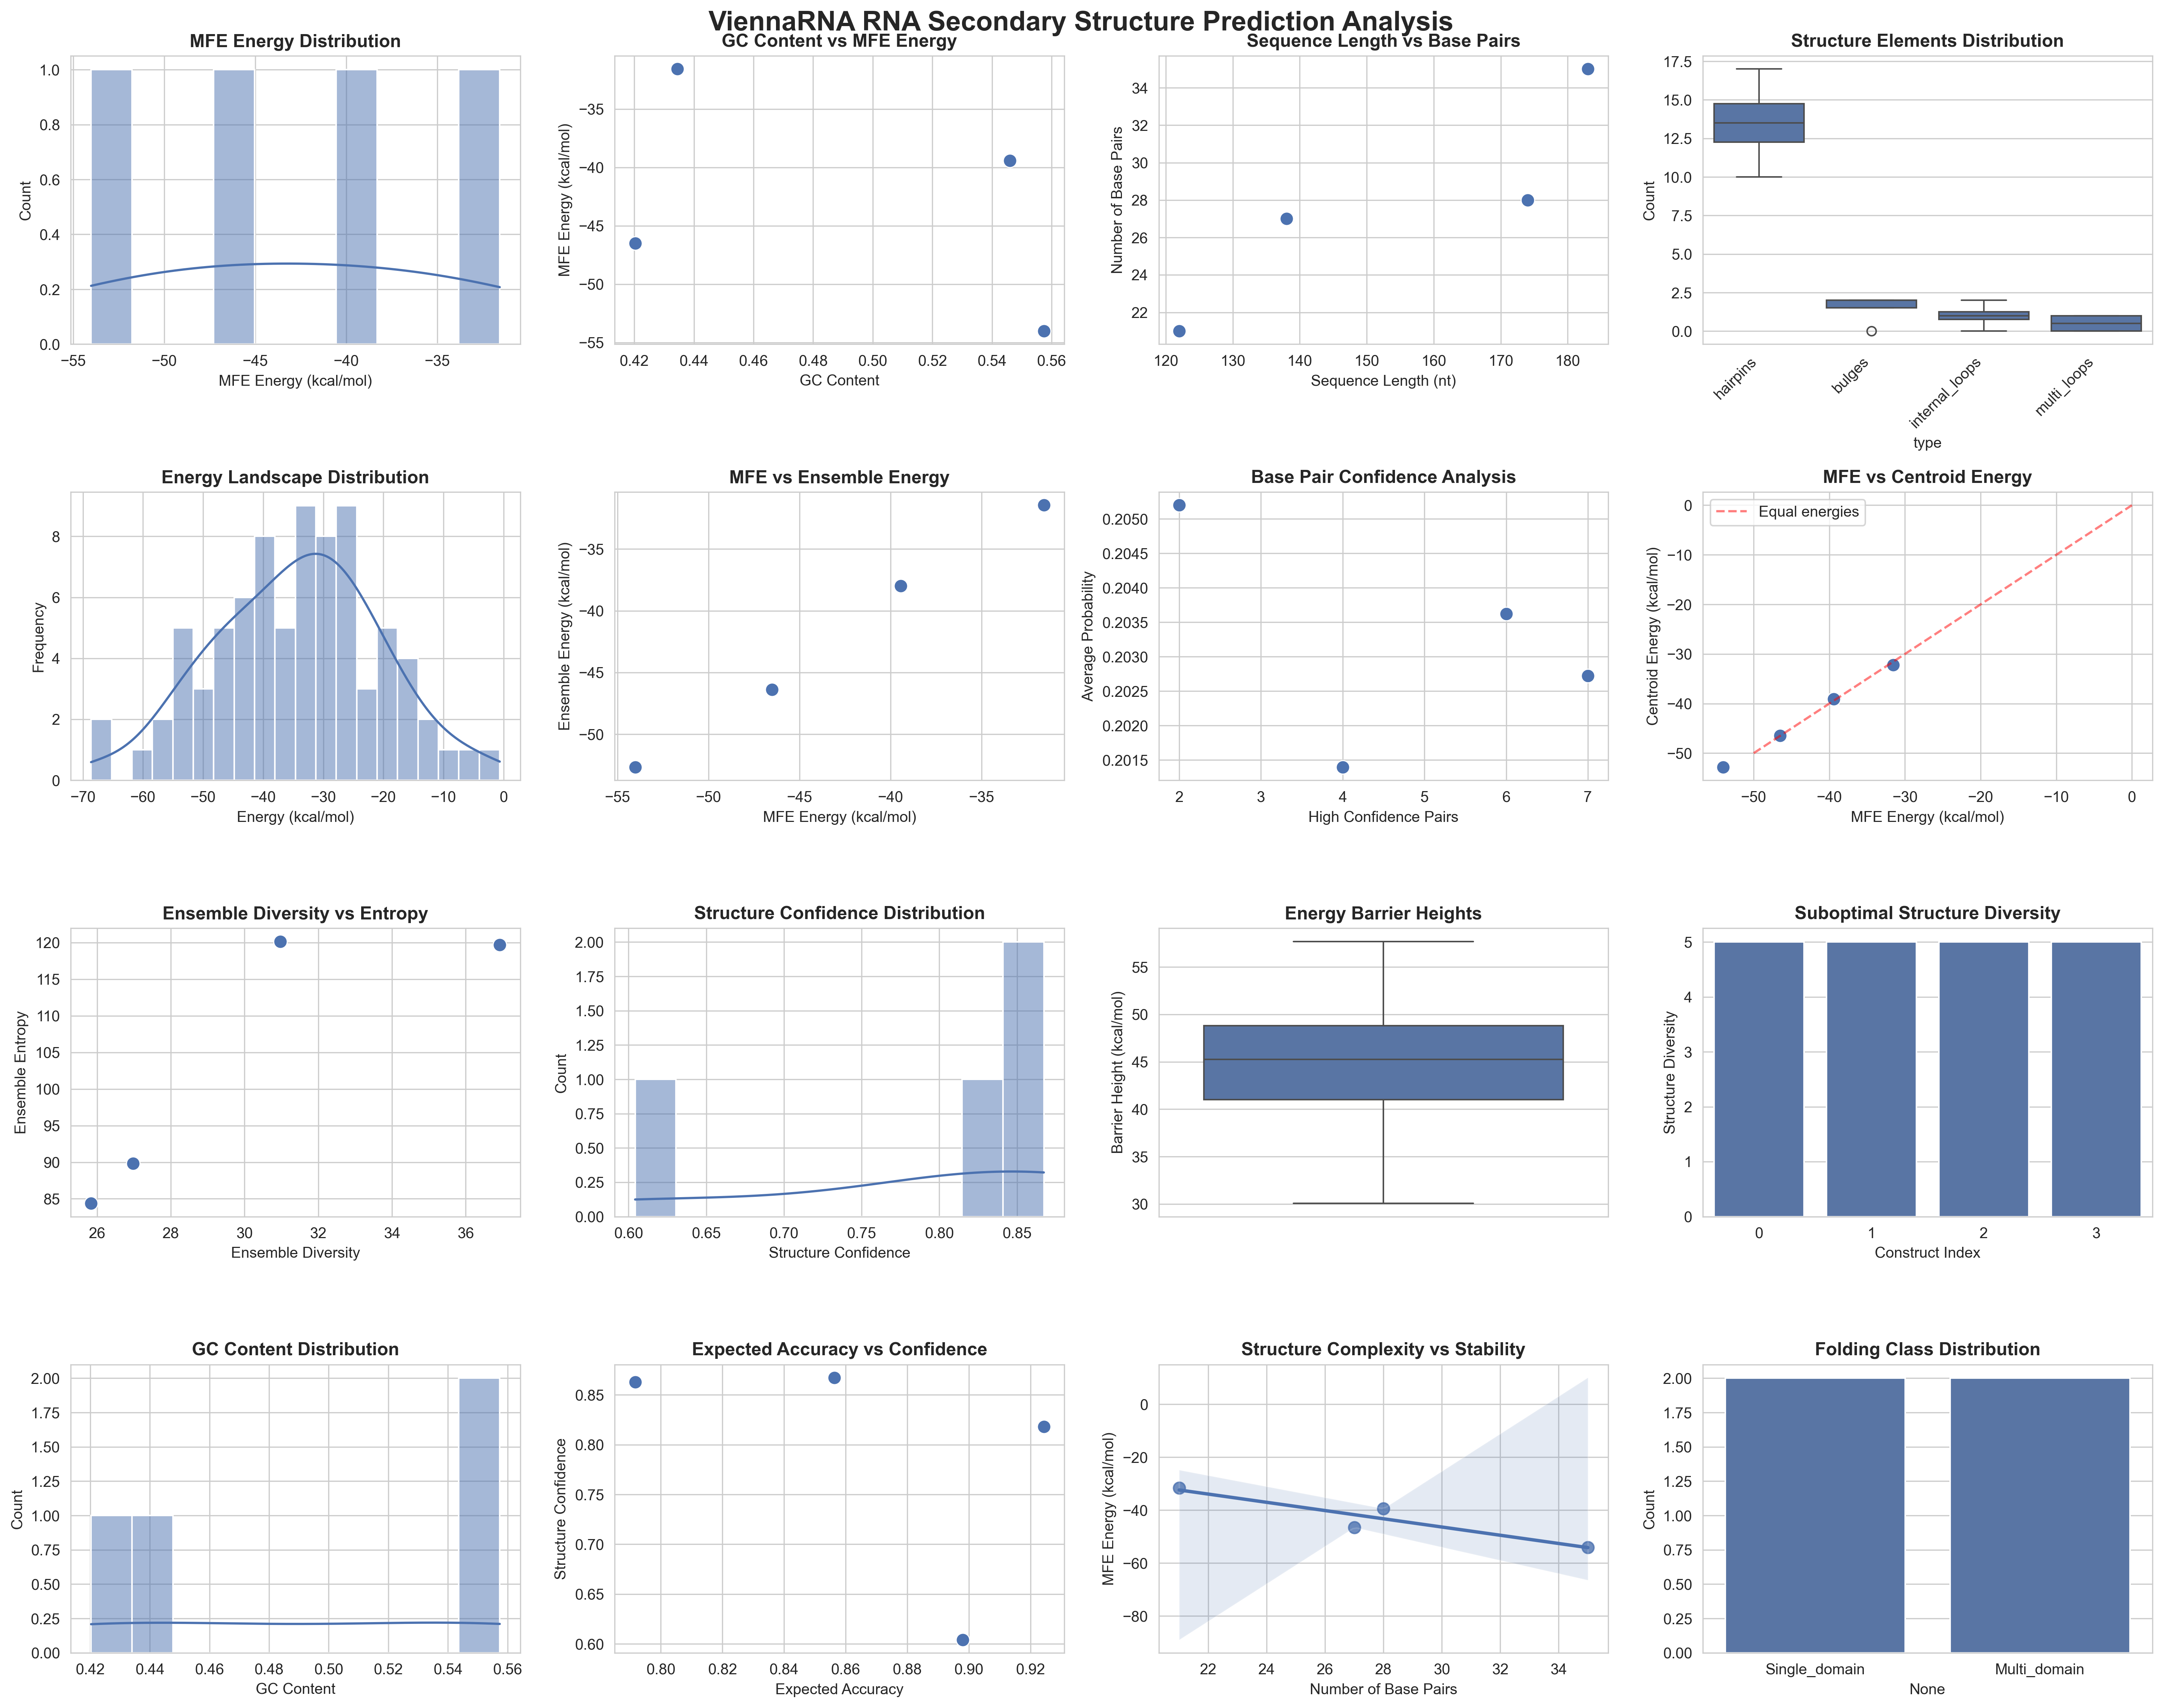 ViennaRNA RNA Secondary Structure Prediction Analysis
MFE Energy Distribution
Count
1.0
0.8
0.6
0.4
0.2
0.0
−55 −50 −45 −40 −35
MFE Energy (kcal/mol)
GC Content vs MFE Energy
MFE Energy (kcal/mol)
−35
−40
−45
−50
−55
0.42 0.44 0.46 0.48 0.50 0.52 0.54 0.56
GC Content
Sequence Length vs Base Pairs
Number of Base Pairs
34
32
30
28
26
24
22
120 130 140 150 160 170 180
Sequence Length (nt)
Structure Elements Distribution
Count
17.5
15.0
12.5
10.0
7.5
5.0
2.5
0.0
hairpins bulges internal_loops multi_loops
type
Energy Landscape Distribution
Frequency
8
6
4
2
0
−70 −60 −50 −40 −30 −20 −10 0
Energy (kcal/mol)
MFE vs Ensemble Energy
Ensemble Energy (kcal/mol)
−35
−40
−45
−50
−55 −50 −45 −40 −35
MFE Energy (kcal/mol)
Base Pair Confidence Analysis
Average Probability
0.2050
0.2045
0.2040
0.2035
0.2030
0.2025
0.2020
0.2015
2 3 4 5 6 7
High Confidence Pairs
MFE vs Centroid Energy
Equal energies
Centroid Energy (kcal/mol)
0
−10
−20
−30
−40
−50
−50 −40 −30 −20 −10 0
MFE Energy (kcal/mol)
Ensemble Diversity vs Entropy
Ensemble Entropy
120
115
110
105
100
95
90
85
26 28 30 32 34 36
Ensemble Diversity
Structure Confidence Distribution
Count
2.00
1.75
1.50
1.25
1.00
0.75
0.50
0.25
0.00
0.60 0.65 0.70 0.75 0.80 0.85
Structure Confidence
Energy Barrier Heights
Barrier Height (kcal/mol)
55
50
45
40
35
30
Suboptimal Structure Diversity
Structure Diversity
5
4
3
2
1
0
0 1 2 3
Construct Index
GC Content Distribution
Count
2.00
1.75
1.50
1.25
1.00
0.75
0.50
0.25
0.00
0.42 0.44 0.46 0.48 0.50 0.52 0.54 0.56
GC Content
Expected Accuracy vs Confidence
Structure Confidence
0.85
0.80
0.75
0.70
0.65
0.60
0.80 0.82 0.84 0.86 0.88 0.90 0.92
Expected Accuracy
Structure Complexity vs Stability
MFE Energy (kcal/mol)
0
−20
−40
−60
−80
22 24 26 28 30 32 34
Number of Base Pairs
Folding Class Distribution
Count
2.00
1.75
1.50
1.25
1.00
0.75
0.50
0.25
0.00
Single_domain Multi_domain
None